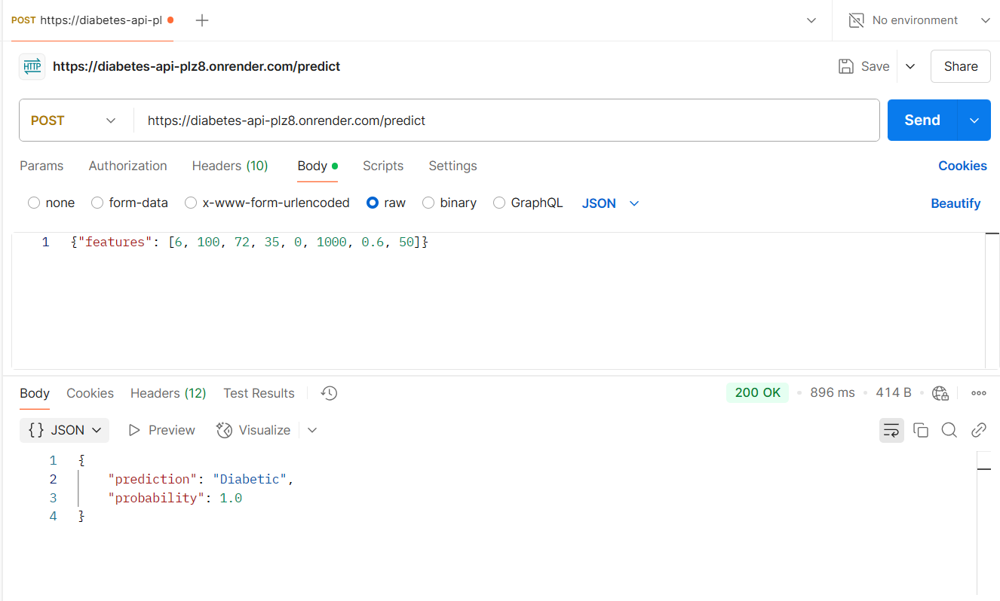 POST https://diabetes-api-pl
No environment
HTTP https://diabetes-api-plz8.onrender.com/predict
Save
Share
POST
https://diabetes-api-plz8.onrender.com/predict
Send
Params Authorization Headers (10) Body Scripts Settings Cookies
none form-data x-www-form-urlencoded raw binary GraphQL JSON Beautify
1 {"features": [6, 100, 72, 35, 0, 1000, 0.6, 50]}
Body Cookies Headers (12) Test Results 200 OK 896 ms 414 B
{} JSON Preview Visualize
1 {
2 "prediction": "Diabetic",
3 "probability": 1.0
4 }